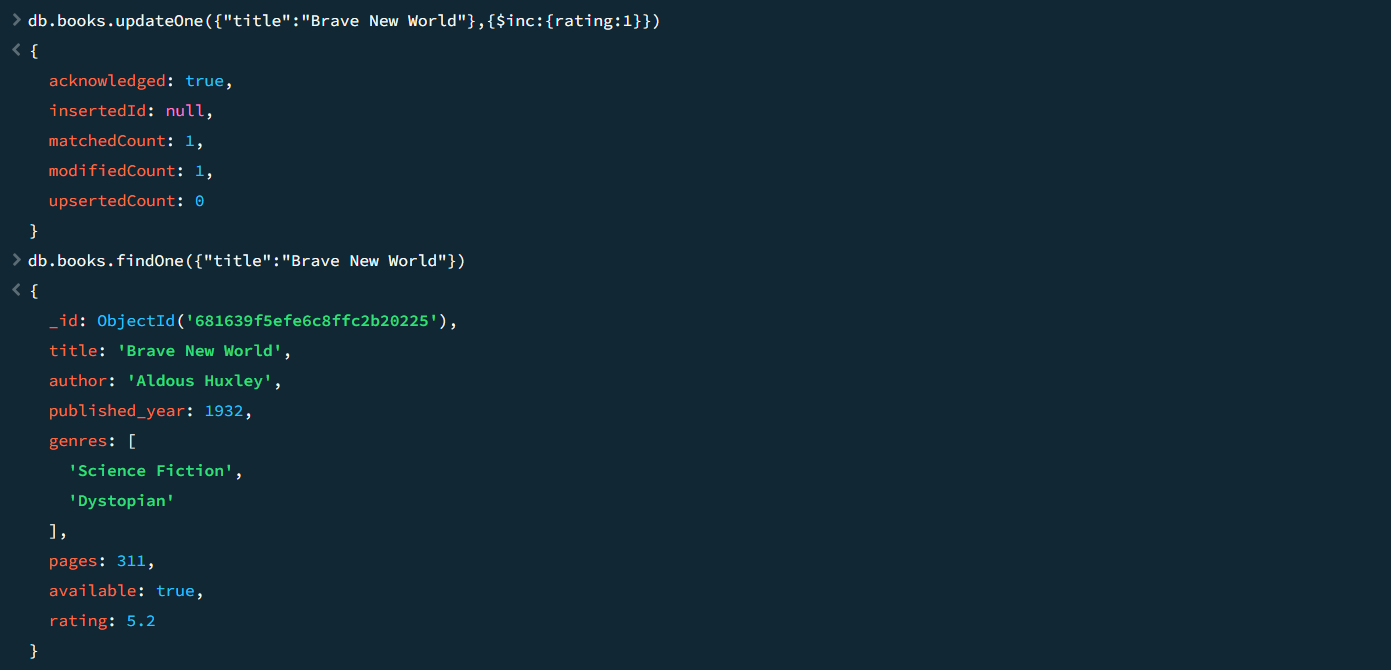 > db.books.updateOne({"title":"Brave New World"},{$inc:{rating:1}})
< {
acknowledged: true,
insertedId: null,
matchedCount: 1,
modifiedCount: 1,
upsertedCount: 0
}
> db.books.findOne({"title":"Brave New World"})
< {
_id: ObjectId('681639f5efe6c8ffc2b20225'),
title: 'Brave New World',
author: 'Aldous Huxley',
published_year: 1932,
genres: [
'Science Fiction',
'Dystopian'
],
pages: 311,
available: true,
rating: 5.2
}